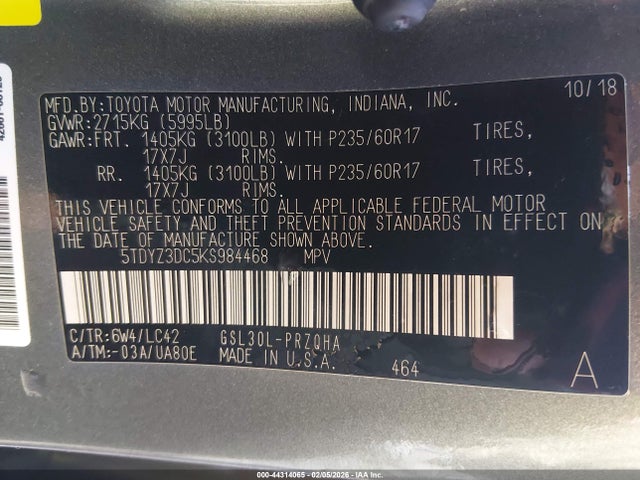 MFD.BY:TOYOTA MOTOR MANUFACTURING, INDIANA, INC. 10/18
GVWR:2715KG (5995LB)
GAWR:FRT. 1405KG (3100LB) WITH P235/60R17 TIRES,
17X7J RIMS.
RR. 1405KG (3100LB) WITH P235/60R17 TIRES,
17X7J RIMS.
THIS VEHICLE CONFORMS TO ALL APPLICABLE FEDERAL MOTOR
VEHICLE SAFETY AND THEFT PREVENTION STANDARDS IN EFFECT ON
THE DATE OF MANUFACTURE SHOWN ABOVE.
5TDYZ3DC5KS984468 MPV
C/TR:6W4/LC42 GSL30L-PRZQHA
A/TM:-03A/UA80E MADE IN U.S.A.
464 A
000-44314065 - 02/05/2026 - IAA Inc.